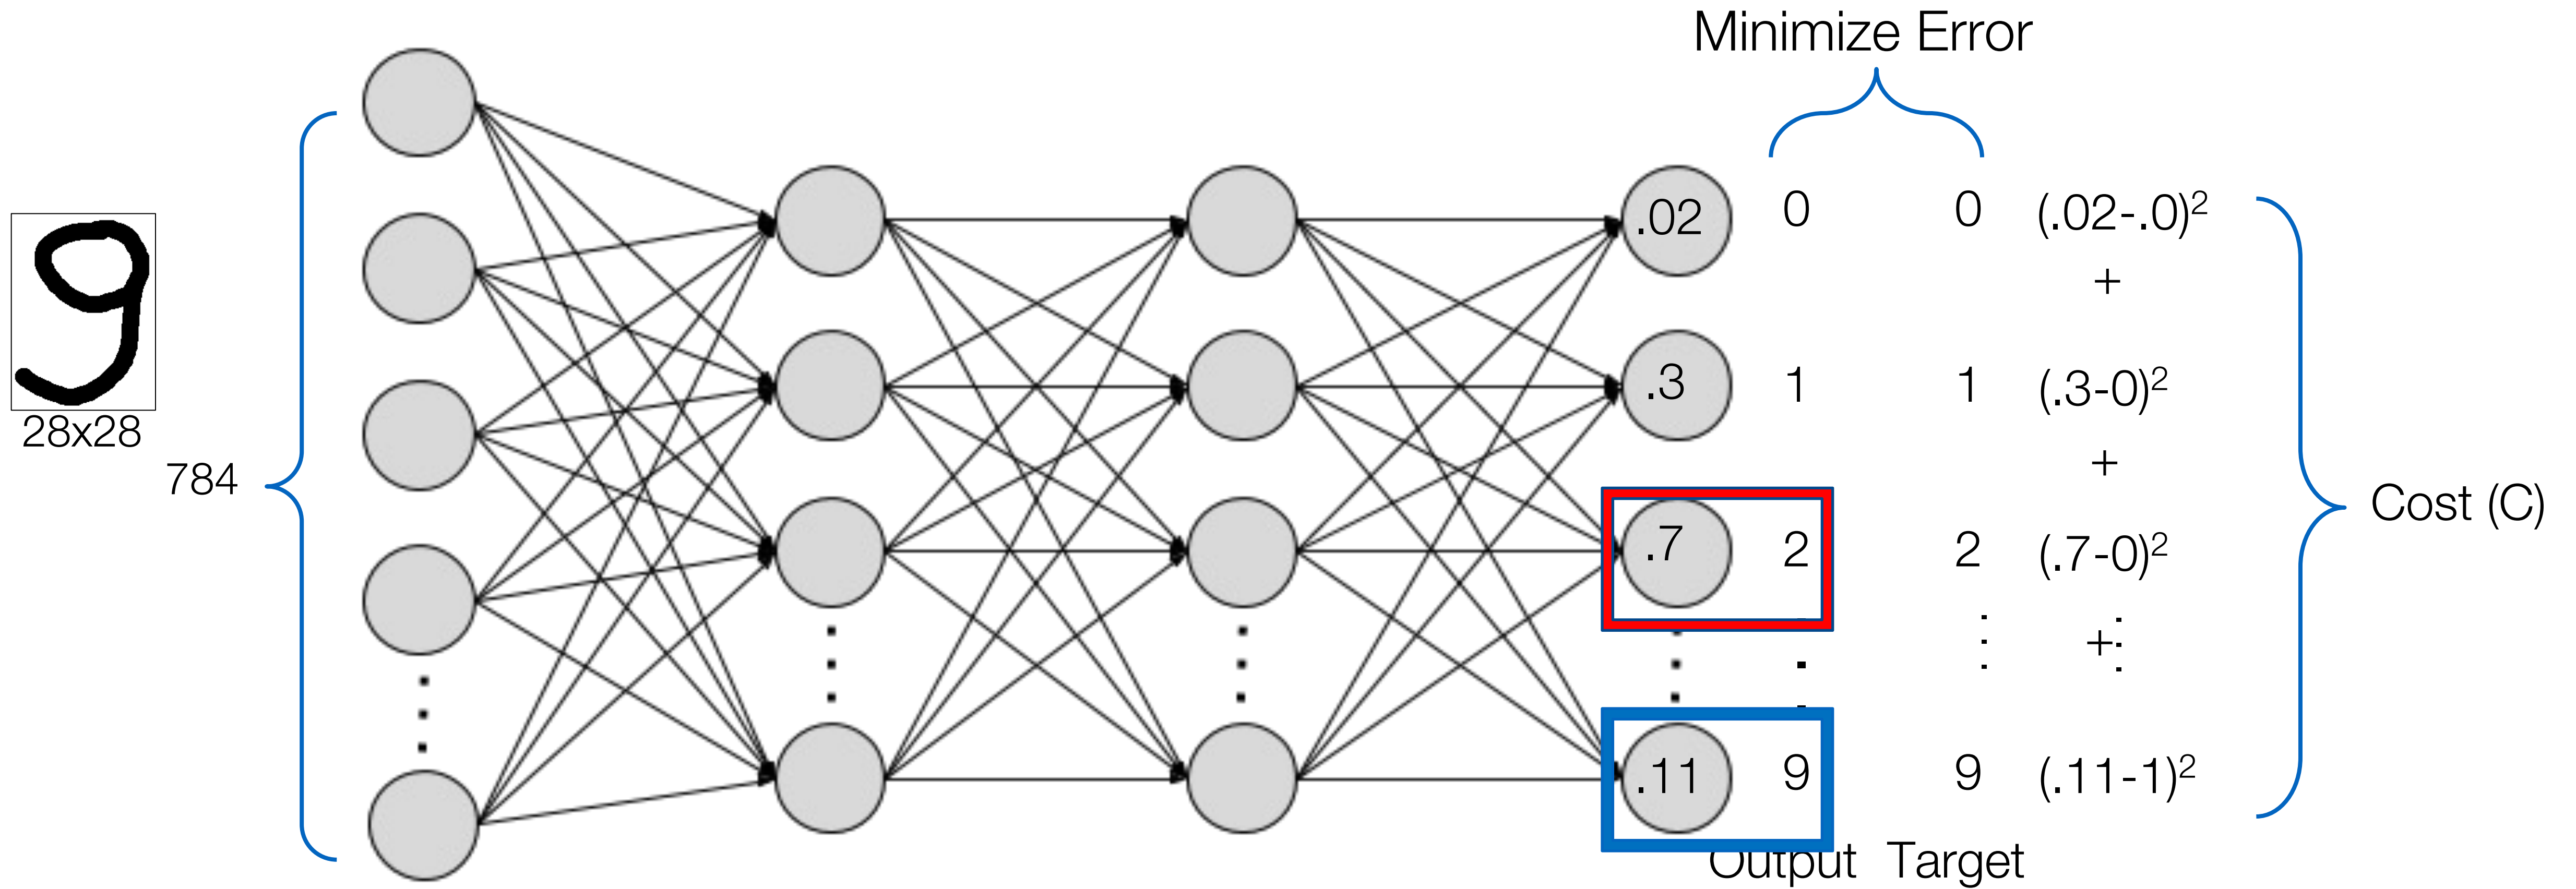 Minimize Error
.02 0 0 (.02-.0)²
+
.3 1 1 (.3-0)²
+
28x28
784
Cost (C)
.7 2 2 (.7-0)²
+
.11 9 9 (.11-1)²
Output Target